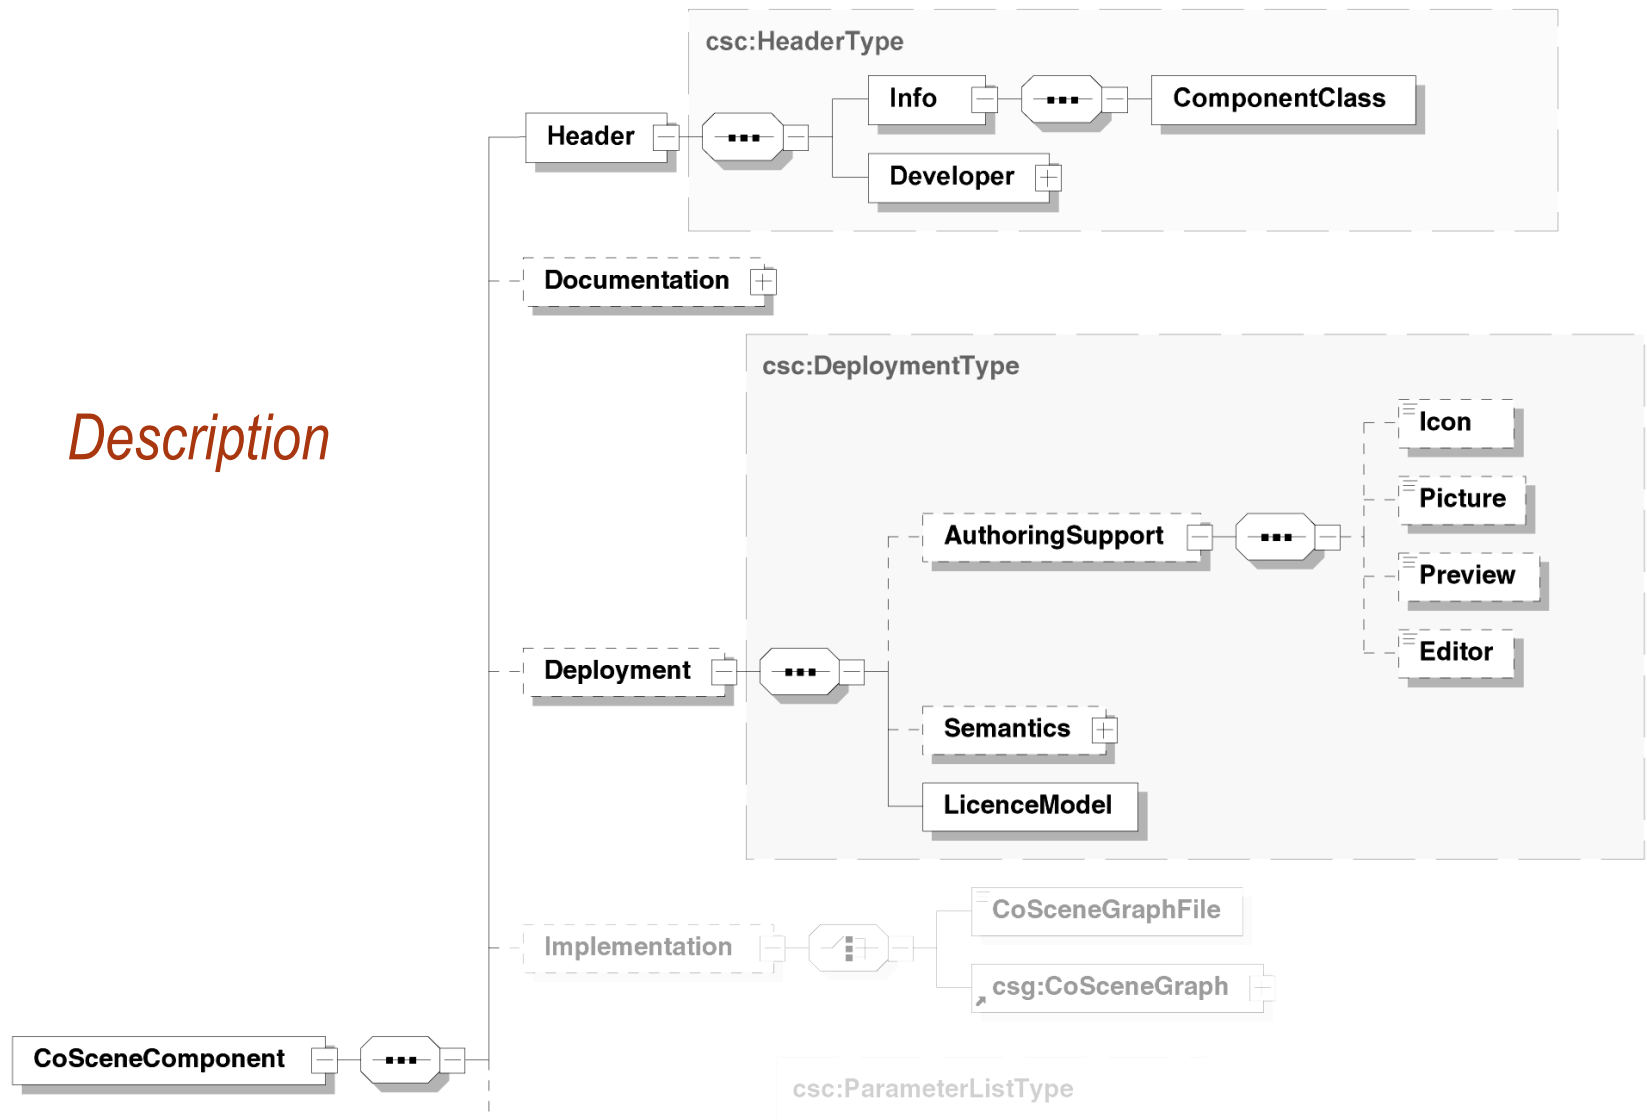 csc:HeaderType
Info
ComponentClass
Header
Developer
Documentation
csc:DeploymentType
Description
Icon
Picture
AuthoringSupport
Preview
Editor
Deployment
Semantics
LicenceModel
CoSceneGraphFile
Implementation
csg:CoSceneGraph
CoSceneComponent
csc:ParameterListType